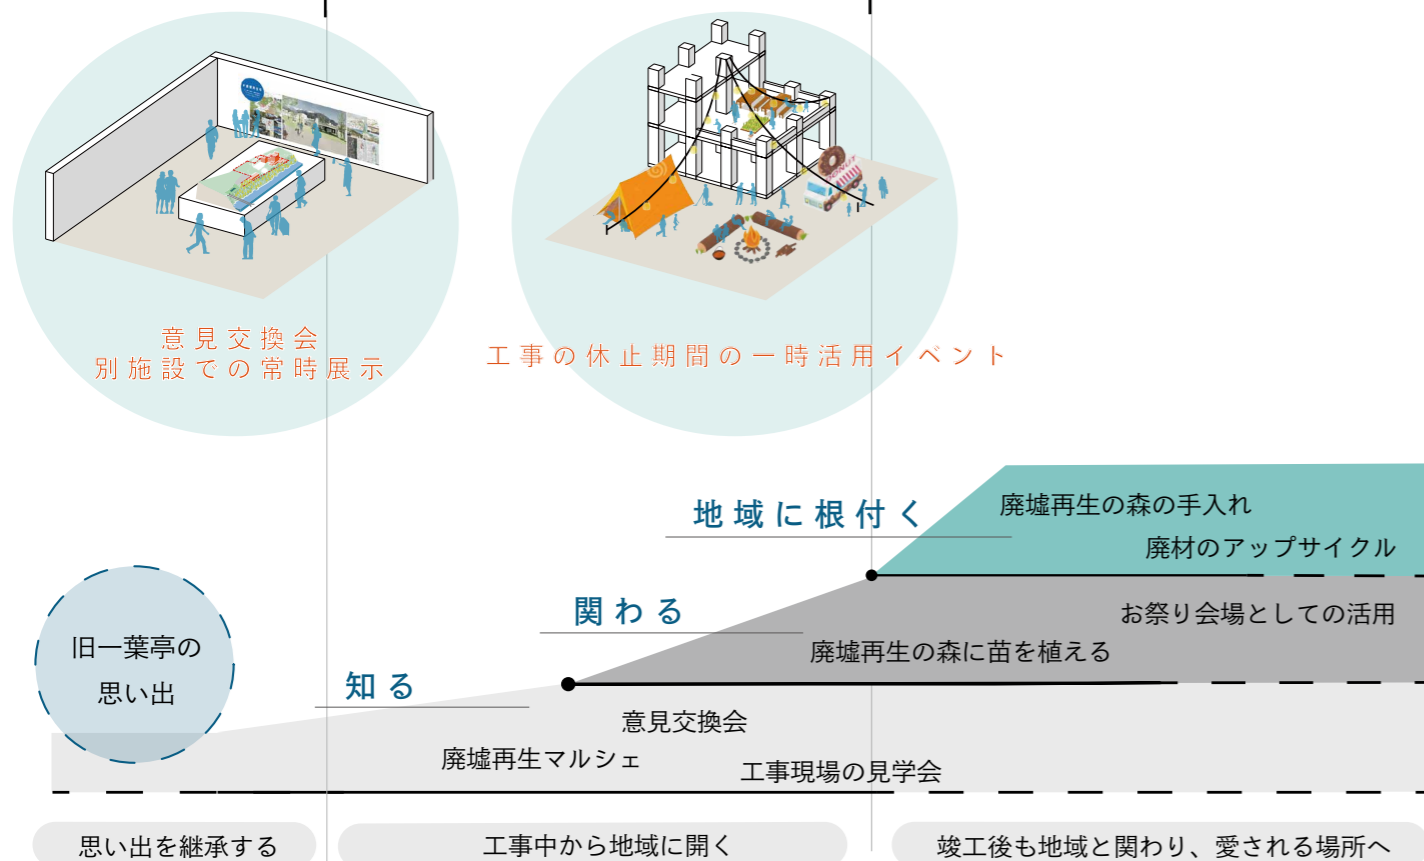 意見交換会
別施設での常時展示
工事の休止期間の一時活用イベント
地域に根付く
廃墟再生の森の手入れ
廃材のアップサイクル
関わる
お祭り会場としての活用
廃墟再生の森に苗を植える
旧一葉亭の
思い出
知る
意見交換会
廃墟再生マルシェ
工事現場の見学会
思い出を継承する
工事中から地域に開く
竣工後も地域と関わり、愛される場所へ